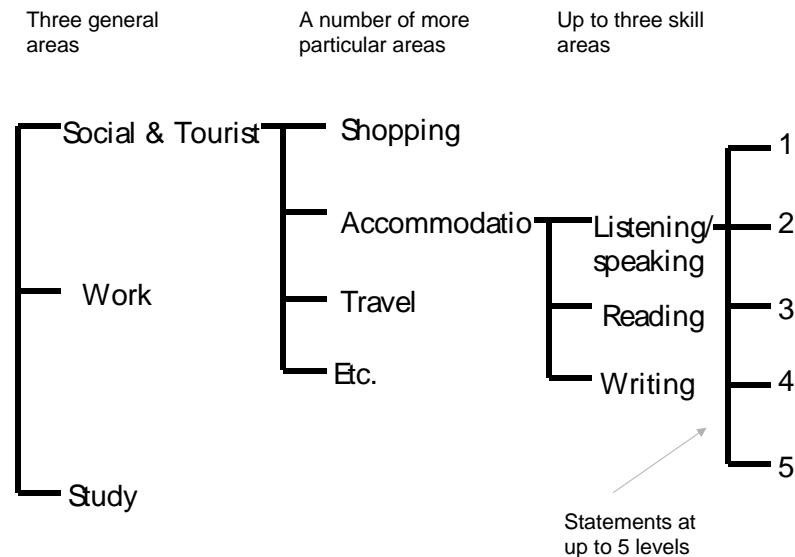 Three general
areas
A number of more
particular areas
Up to three skill
areas
Social & Tourist
Work
Study
Shopping
Accommodatio
Travel
Etc.
Listening/
speaking
Reading
Writing
1
2
3
4
5
Statements at
up to 5 levels